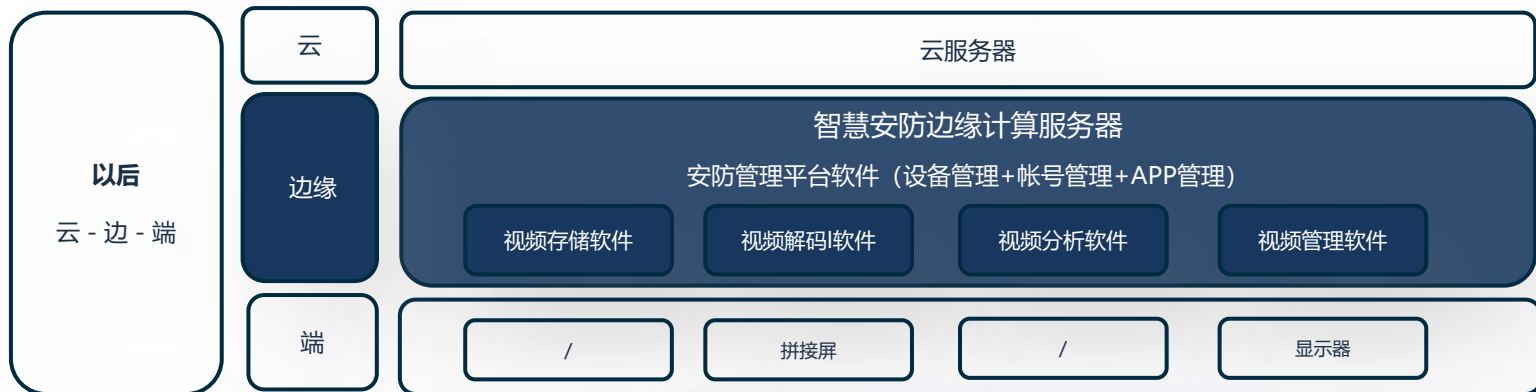 以后
云 - 边 - 端
云
云服务器
边缘
智慧安防边缘计算服务器
安防管理平台软件（设备管理+帐号管理+APP管理）
视频存储软件
视频解码l软件
视频分析软件
视频管理软件
端
/
拼接屏
/
显示器